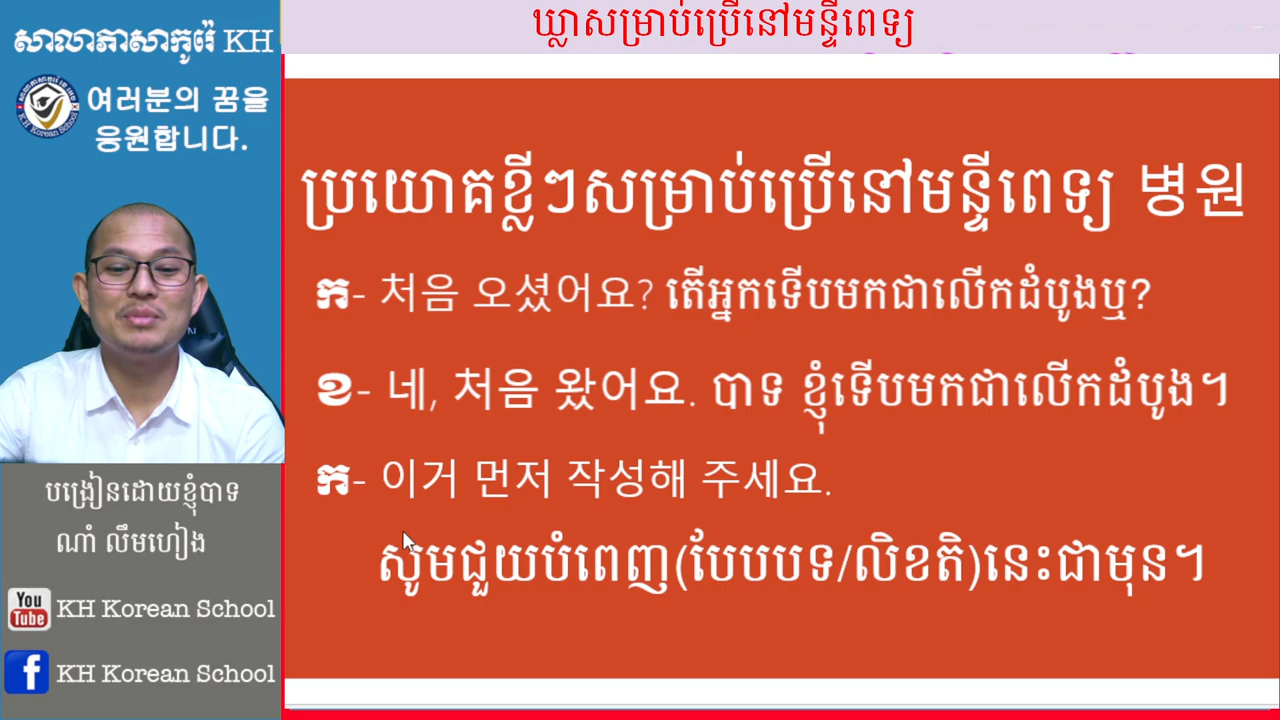 សាលាភាសាកូរ៉េ KH
여러분의 꿈을
응원합니다.
KH Korean School
បង្រៀនដោយខ្ញុំបាទ
ណាំ លឹមហៀង
You Tube KH Korean School
f KH Korean School
ឃ្លាសម្រាប់ប្រើនៅមន្ទីពេទ្យ
ប្រយោគខ្លីៗសម្រាប់ប្រើនៅមន្ទីពេទ្យ 병원
ក- 처음 오셨어요? តើអ្នកទើបមកជាលើកដំបូងឬ?
ខ- 네, 처음 왔어요. បាទ ខ្ញុំទើបមកជាលើកដំបូង។
ក- 이거 먼저 작성해 주세요.
សូមជួយបំពេញ(បែបបទ/លិខតិ)នេះជាមុន។